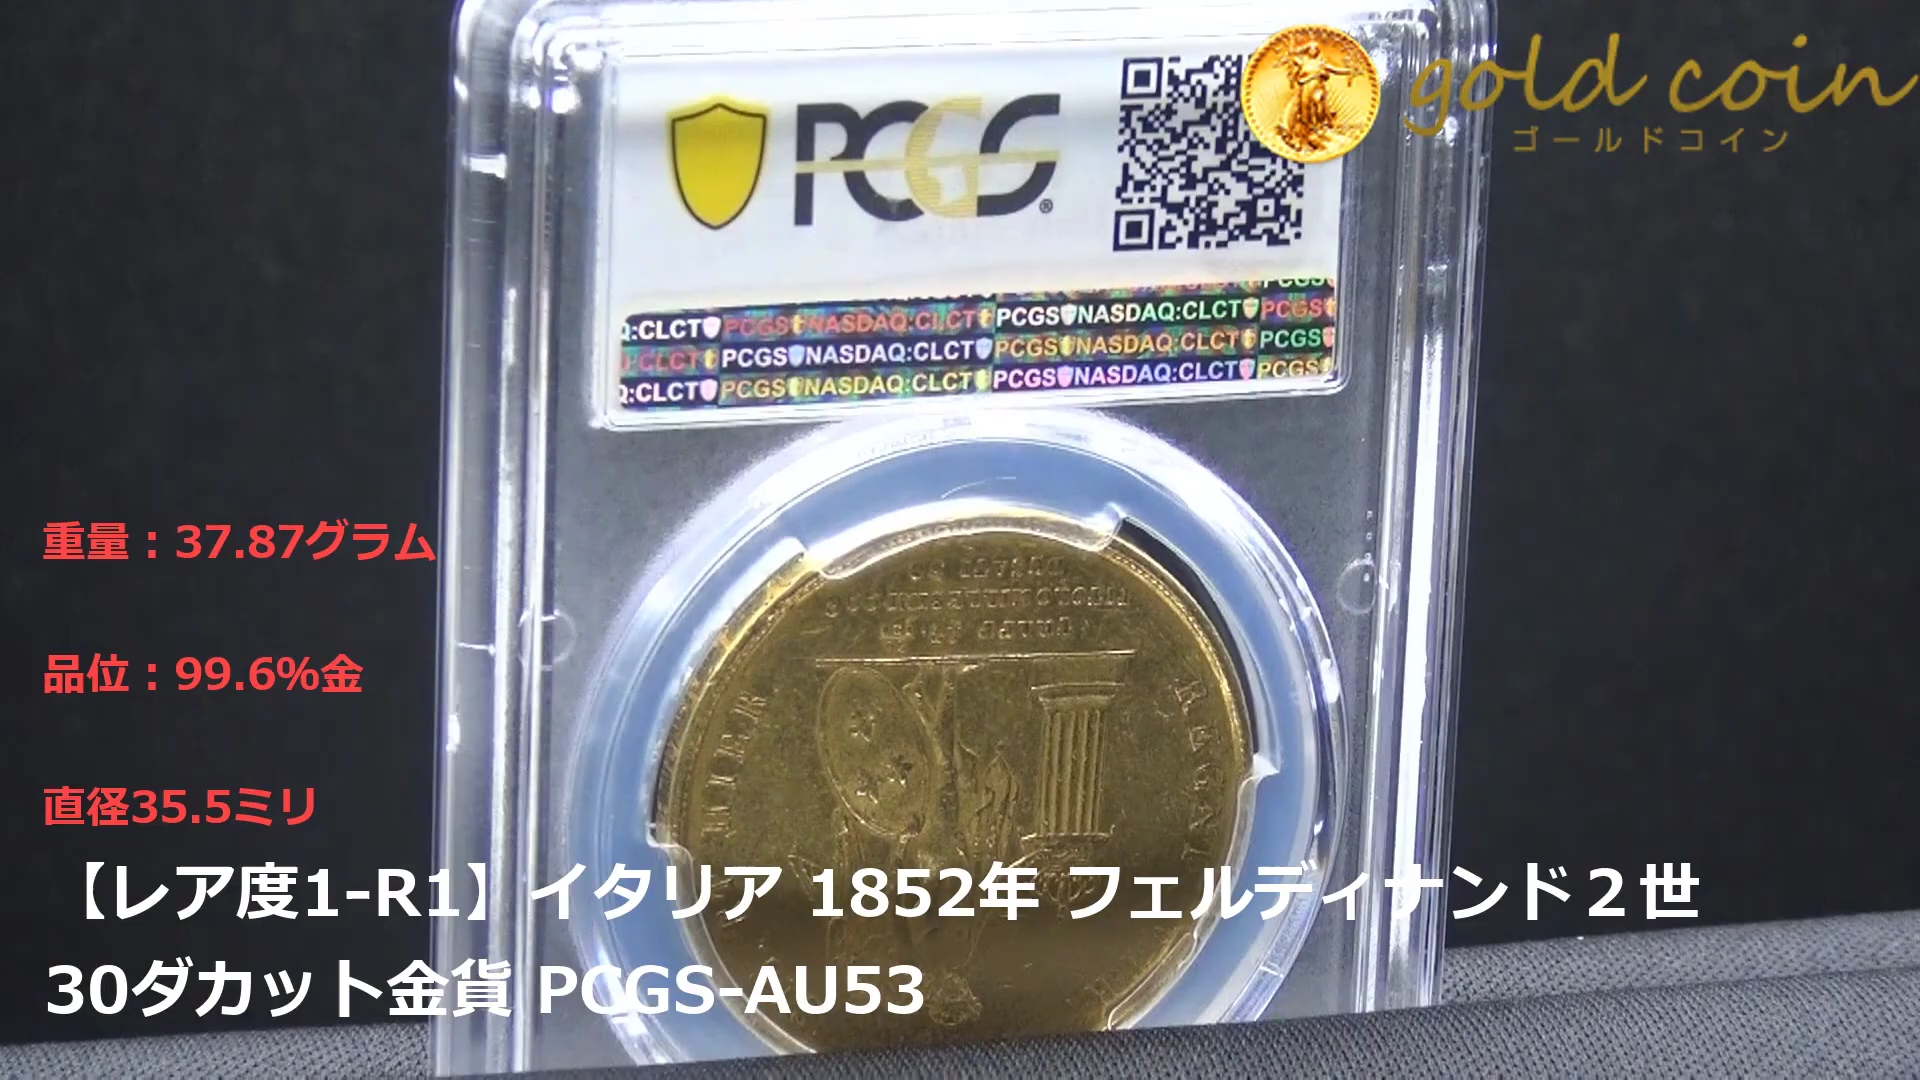 PCGS®
gold coin
ゴールドコイン
PCGS
Q:CLCT PCGS NASDAQ:CLCT PCGS NASDAQ:CLCT PCGS
Q:CLCT PCGS NASDAQ:CLCT PCGS NASDAQ:CLCT PCGS
Q:CLCT PCGS NASDAQ:CLCT PCGS NASDAQ:CLCT PCGS
重量：37.87グラム
品位：99.6%金
直径35.5ミリ
【レア度1-R1】イタリア 1852年 フェルディナンド２世
30ダカット金貨 PCGS-AU53